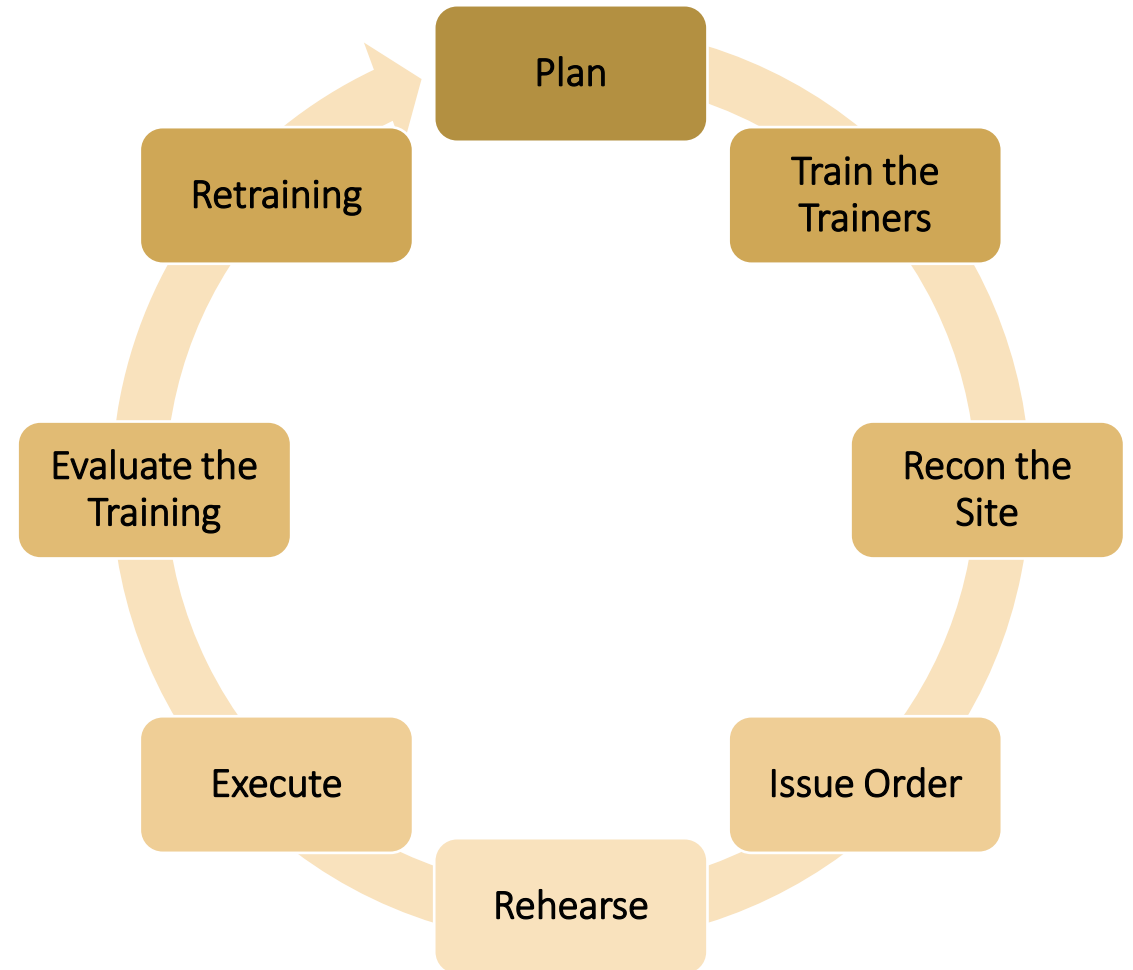 Plan
Train the
Trainers
Recon the
Site
Issue Order
Rehearse
Execute
Evaluate the
Training
Retraining